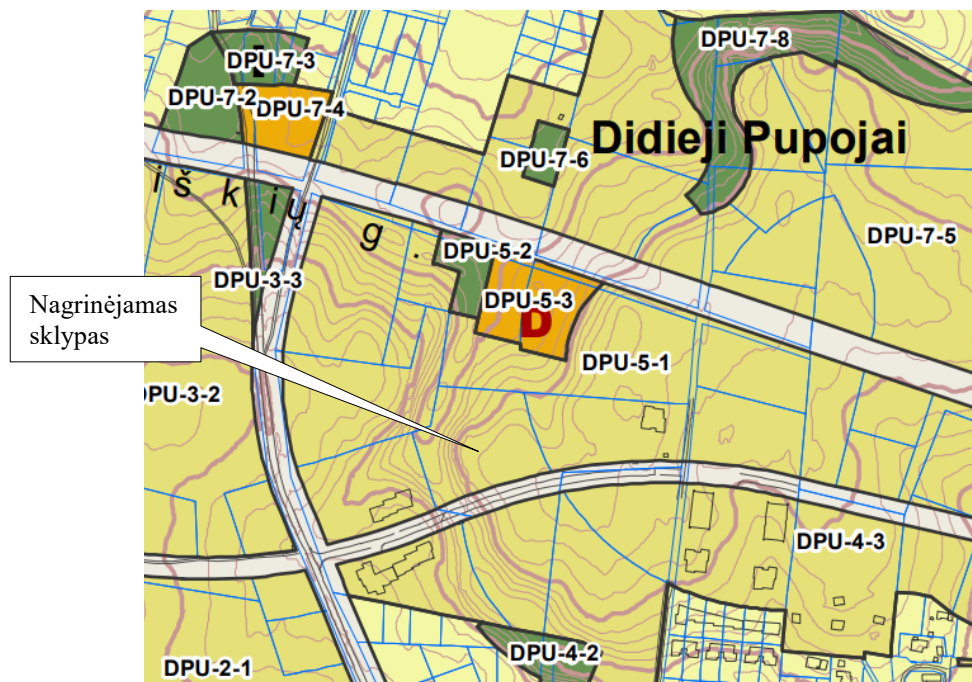 DPU-7-8
DPU-7-3
DPU-7-2
DPU-7-4
Didieji Pupojai
DPU-7-6
i š k i ų g.
DPU-5-2
DPU-7-5
DPU-3-3
DPU-5-3
D
Nagrinėjamas
sklypas
DPU-5-1
DPU-3-2
DPU-4-3
DPU-4-2
DPU-2-1